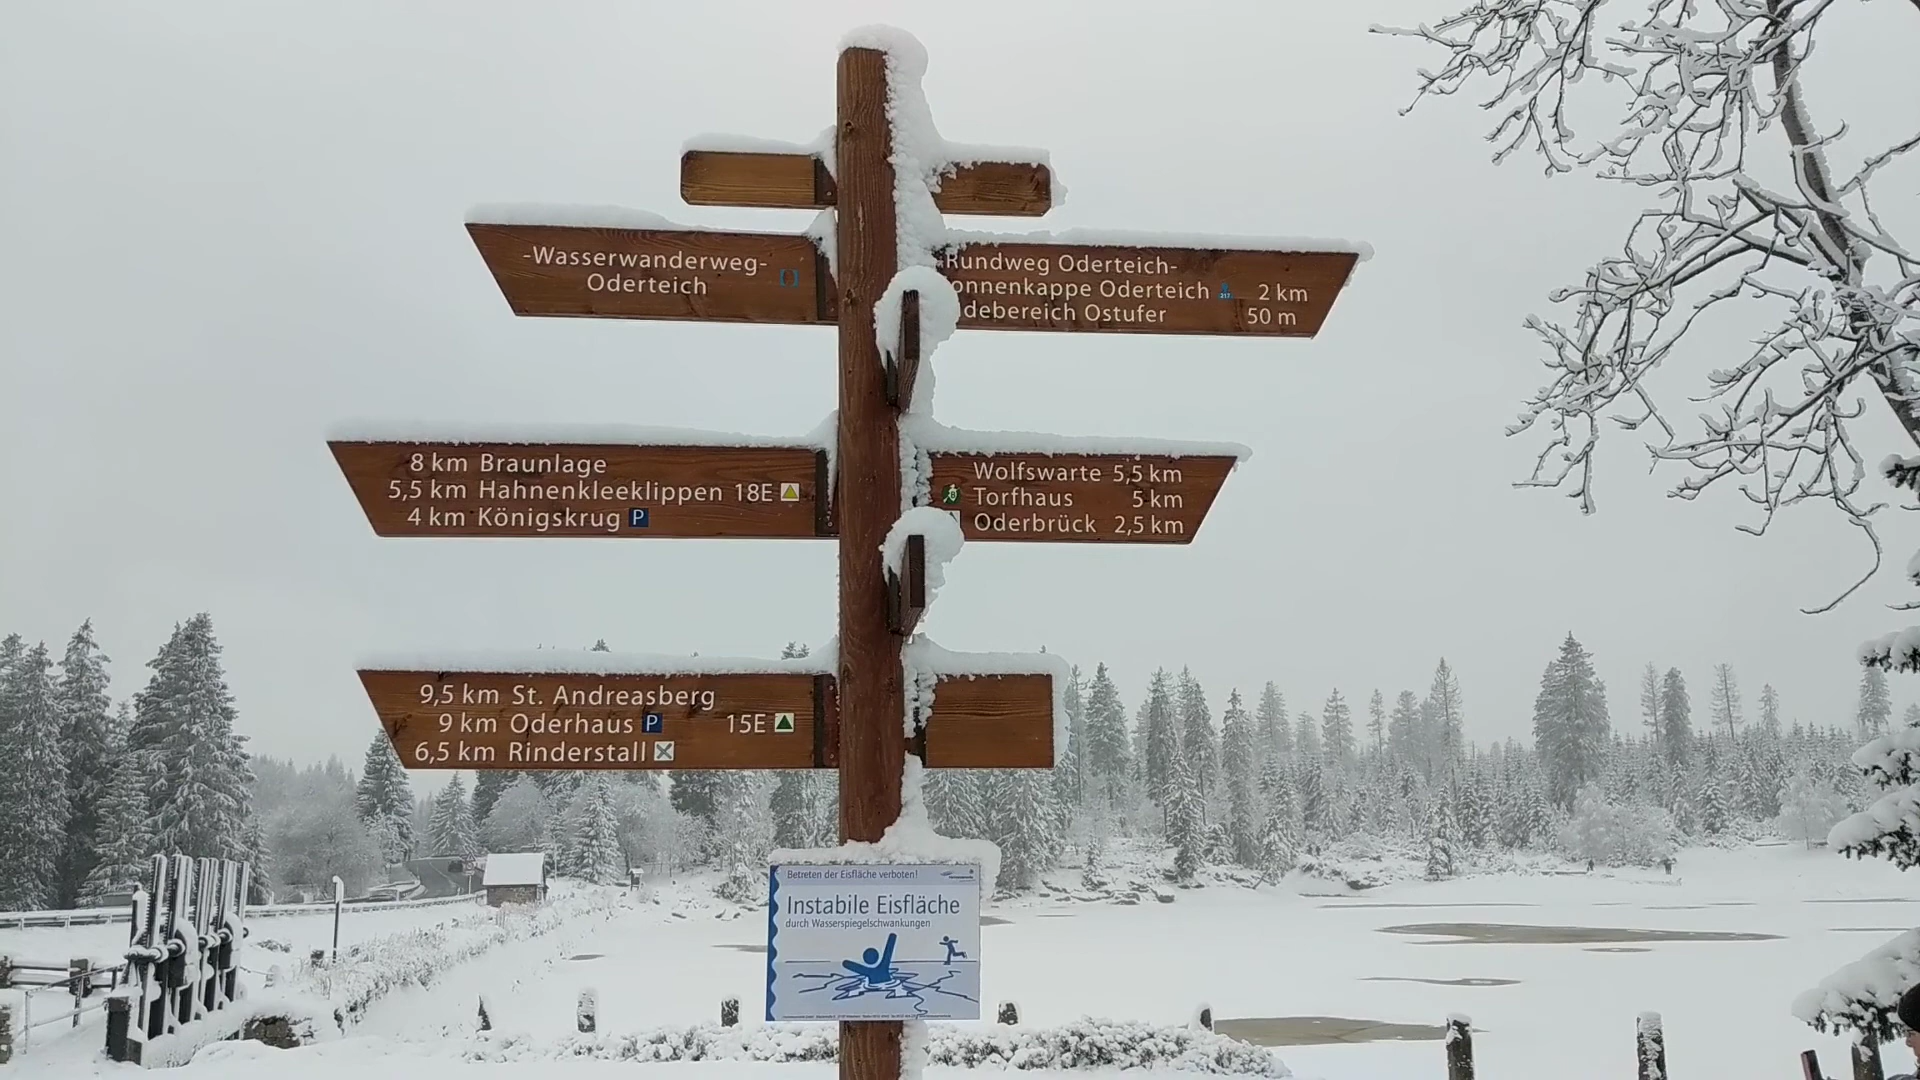 -Wasserwanderweg-
Oderteich
Rundweg Oderteich-
onnenkappe Oderteich 217 2 km
debereich Ostufer 50 m
8 km Braunlage
5,5 km Hahnenkleeklippen 18E
4 km Königskrug P
Wolfswarte 5,5 km
Torfhaus 5 km
Oderbrück 2,5 km
9,5 km St. Andreasberg
9 km Oderhaus P 15E
6,5 km Rinderstall
Betreten der Eisfläche verboten!
Instabile Eisfläche
durch Wasserspiegelschwankungen